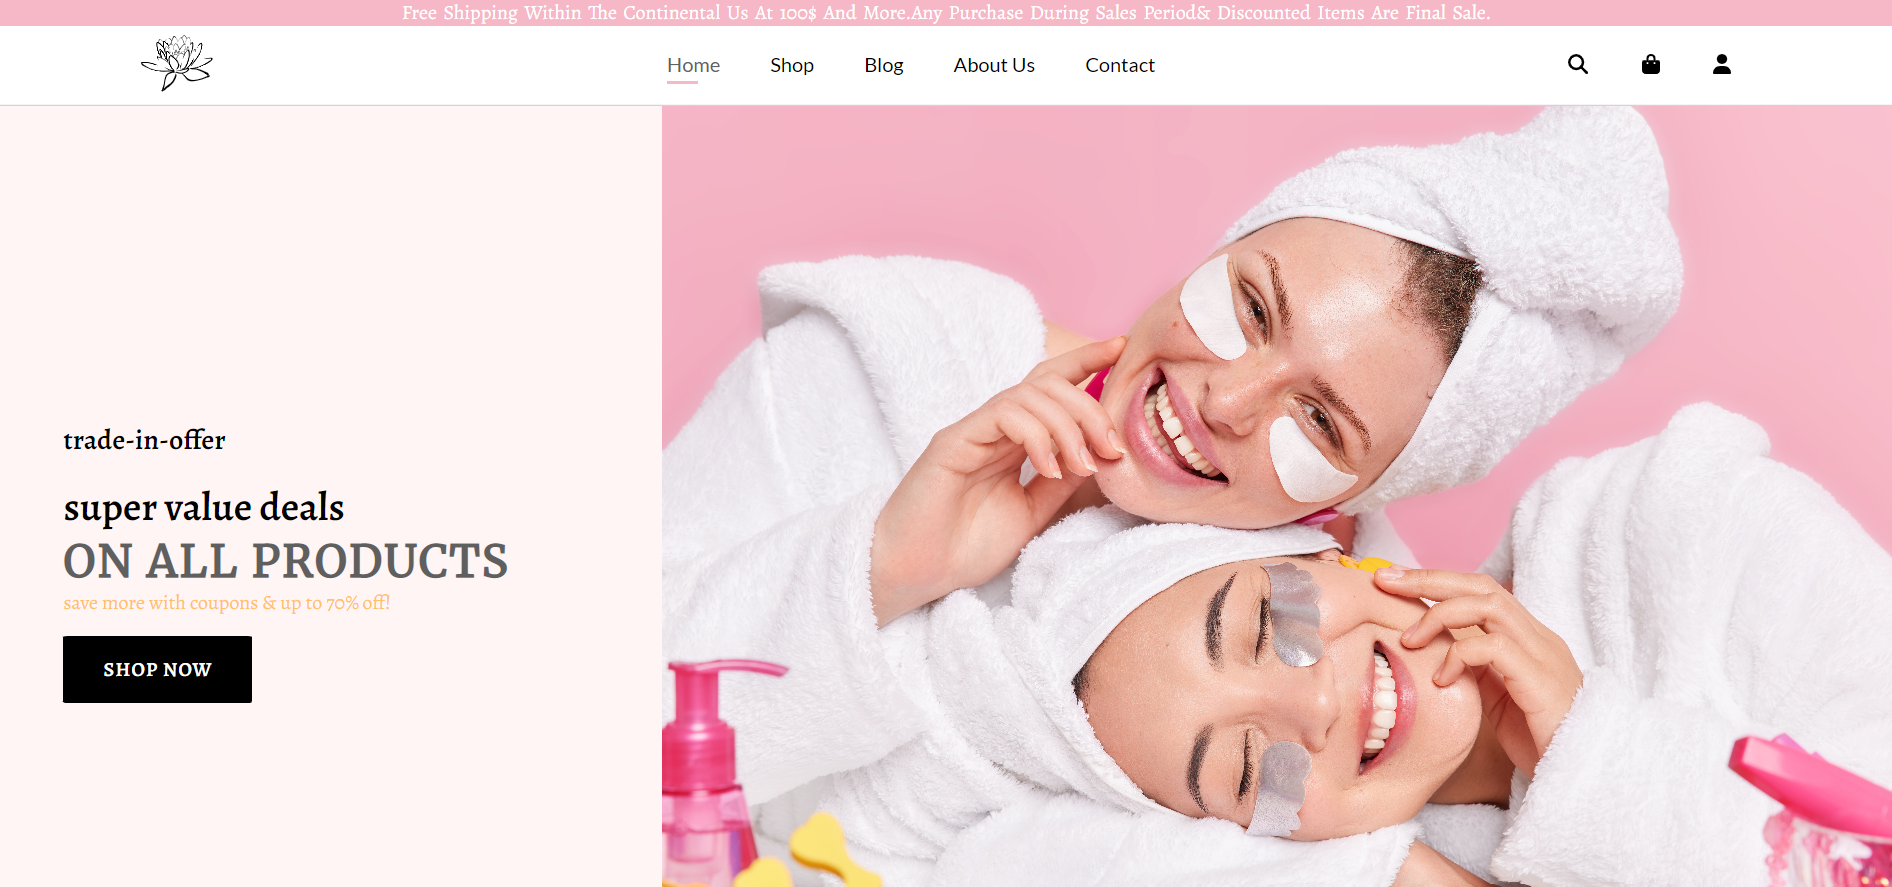 Free Shipping Within The Continental Us At 100$ And More.Any Purchase During Sales Period& Discounted Items Are Final Sale.
Home Shop Blog About Us Contact
trade-in-offer
super value deals
ON ALL PRODUCTS
save more with coupons & up to 70% off!
SHOP NOW